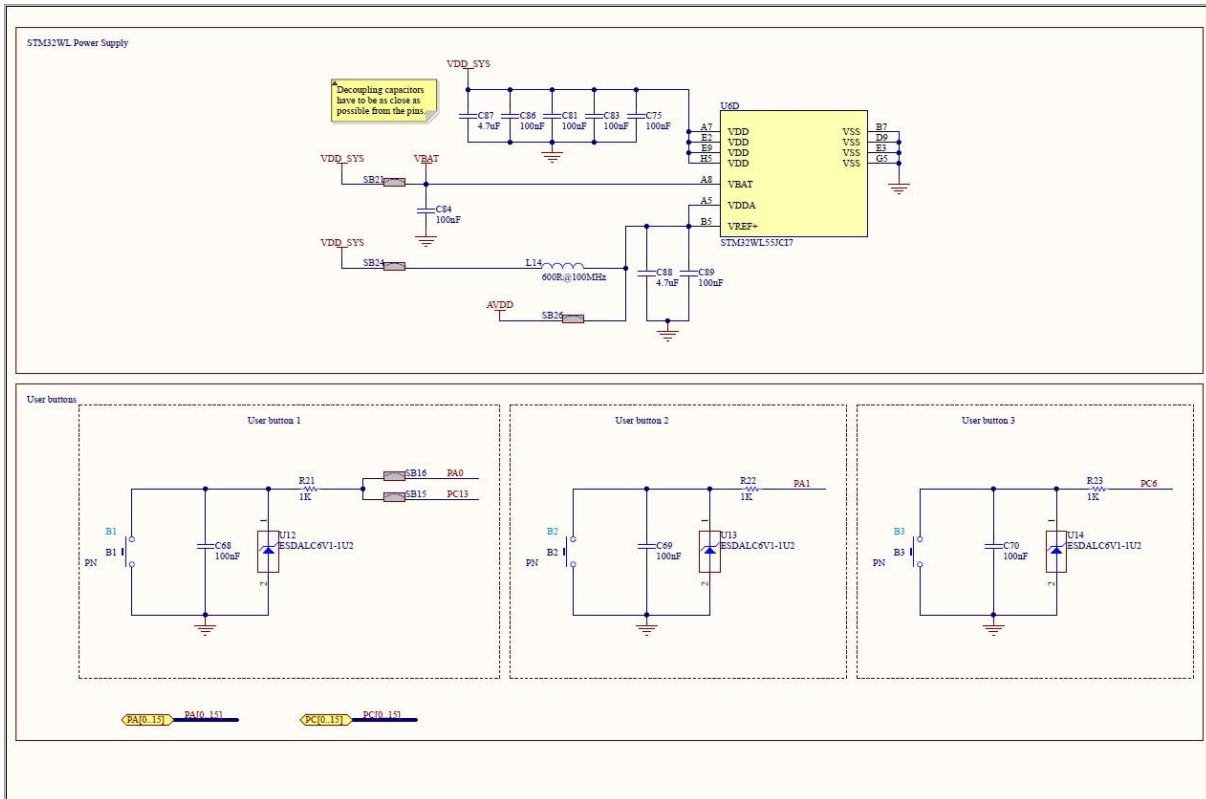 STM32WL Power Supply
VDD_SYS
Decoupling capacitors
have to be as close as
possible from the pins.
C87
4.7uF
C86
100nF
C81
100nF
C83
100nF
C75
100nF
U6D
A7 VDD
E2 VDD
E9 VDD
H5 VDD
A8 VBAT
A5 VDDA
B5 VREF+
VSS B7
VSS D9
VSS E3
VSS G5
STM32WL55JCI7
VDD_SYS
VBAT
SB21
C84
100nF
VDD_SYS
SB24
L14
600R@100MHz
C88
4.7uF
C89
100nF
AVDD
SB26
User buttons
User button 1
R21
1K
SB16 PA0
SB15 PC13
B1
B1
PN
C68
100nF
1
U12
ESDALC6V1-1U2
2
User button 2
R22
1K
PA1
B2
B2
PN
C69
100nF
1
U13
ESDALC6V1-1U2
2
User button 3
R23
1K
PC6
B3
B3
PN
C70
100nF
1
U14
ESDALC6V1-1U2
2
PA[0..15] PA[0..15]
PC[0..15] PC[0..15]